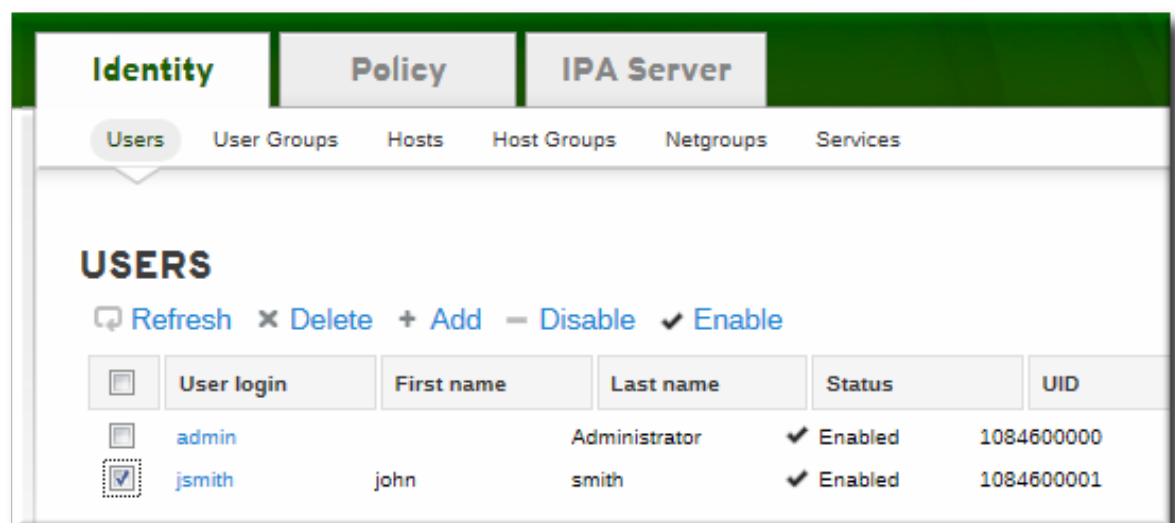 Identity Policy IPA Server
Users User Groups Hosts Host Groups Netgroups Services
USERS
Refresh Delete Add Disable Enable
User login First name Last name Status UID
admin Administrator Enabled 1084600000
jsmith john smith Enabled 1084600001